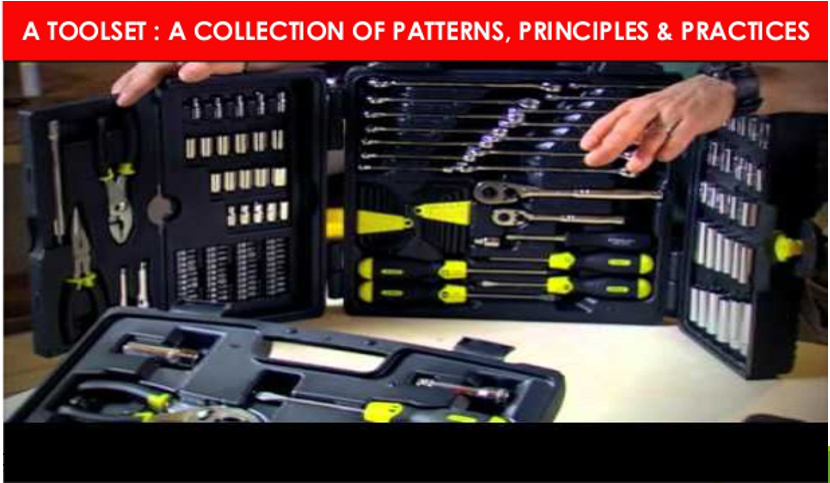 A TOOLSET : A COLLECTION OF PATTERNS, PRINCIPLES & PRACTICES